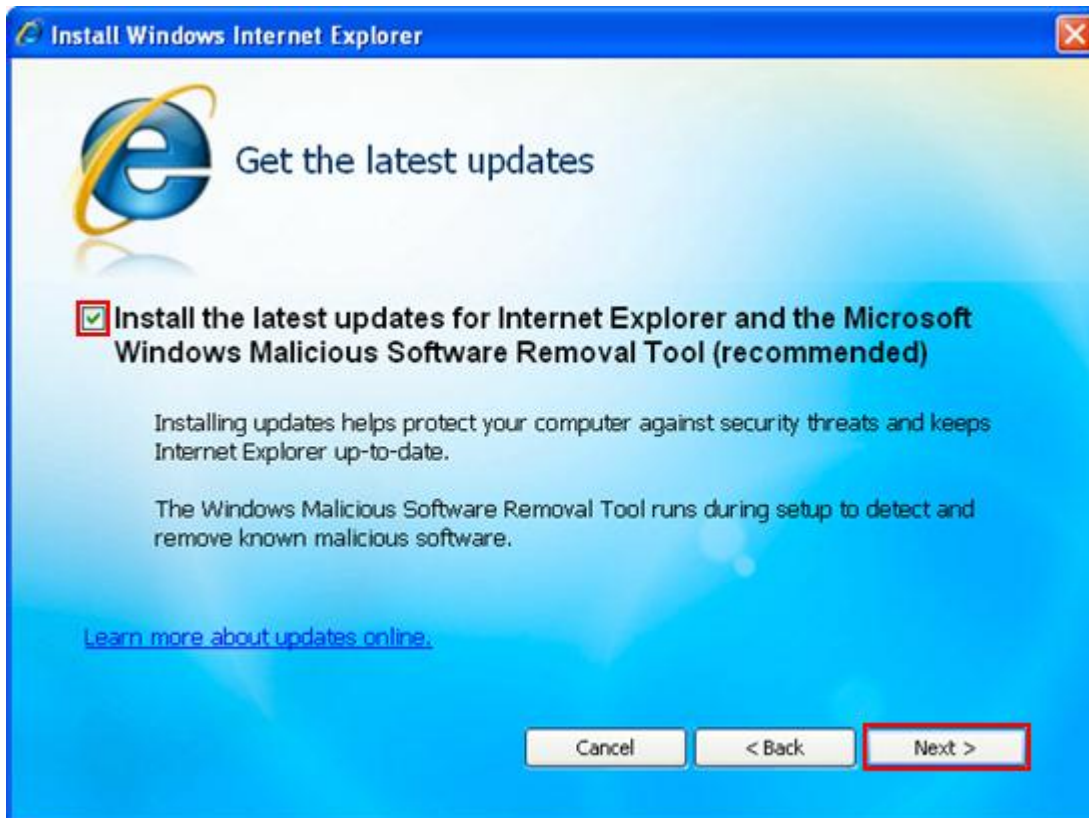 Install Windows Internet Explorer
Get the latest updates
Install the latest updates for Internet Explorer and the Microsoft
Windows Malicious Software Removal Tool (recommended)
Installing updates helps protect your computer against security threats and keeps
Internet Explorer up-to-date.
The Windows Malicious Software Removal Tool runs during setup to detect and
remove known malicious software.
Learn more about updates online.
Cancel
< Back
Next >